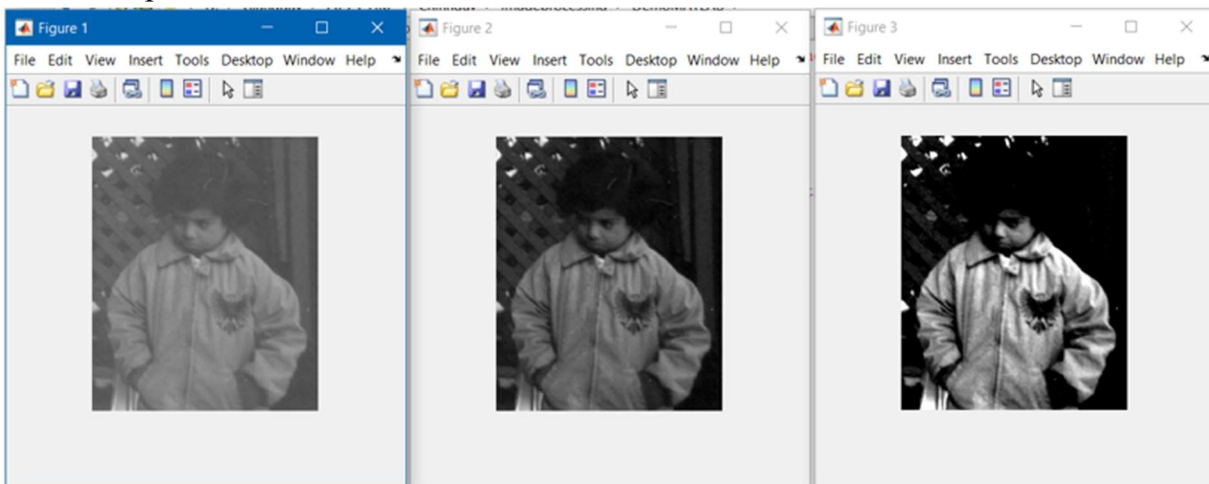 Figure 1
File Edit View Insert Tools Desktop Window Help
Figure 2
File Edit View Insert Tools Desktop Window Help
Figure 3
File Edit View Insert Tools Desktop Window Help